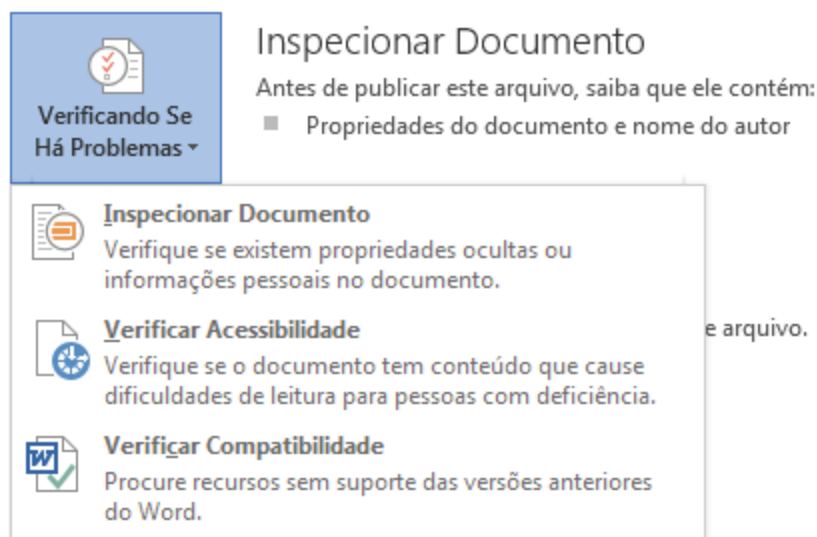 Inspecionar Documento
Antes de publicar este arquivo, saiba que ele contém:
Propriedades do documento e nome do autor
Verificando Se
Há Problemas
Inspecionar Documento
Verifique se existem propriedades ocultas ou
informações pessoais no documento.
Verificar Acessibilidade
e arquivo.
Verifique se o documento tem conteúdo que cause
dificuldades de leitura para pessoas com deficiência.
Verificar Compatibilidade
Procure recursos sem suporte das versões anteriores
do Word.